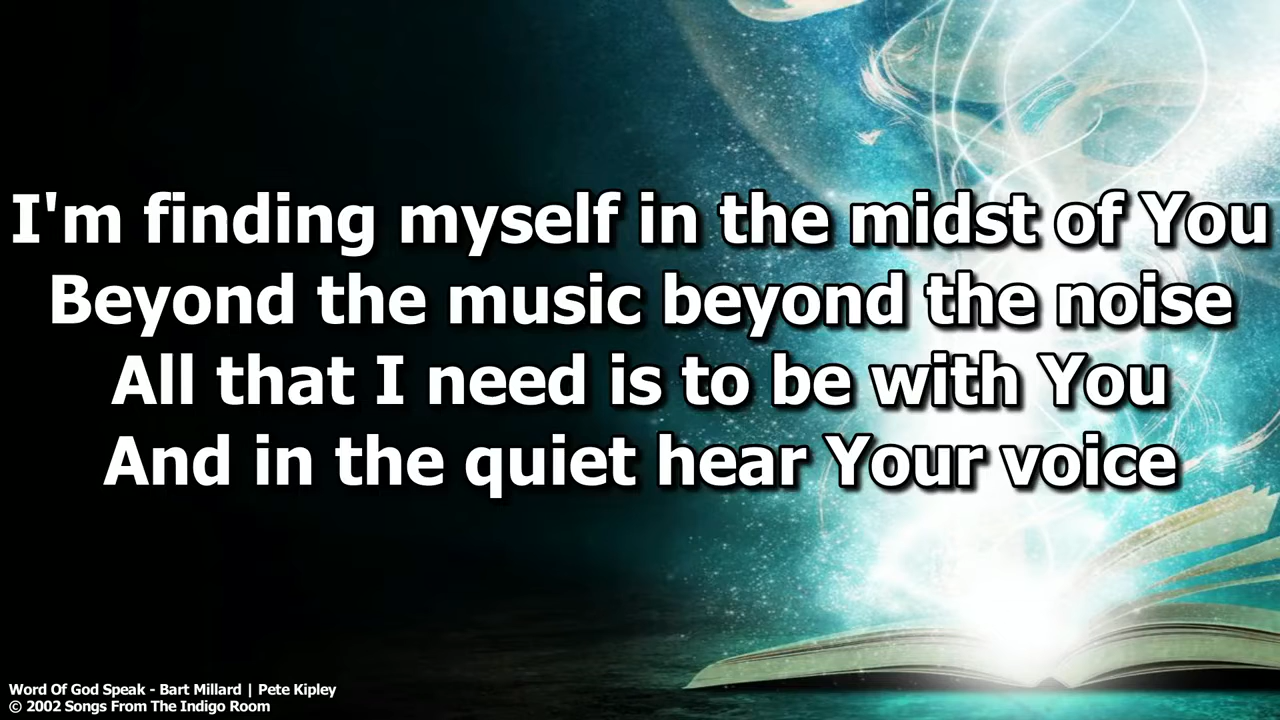 I'm finding myself in the midst of You
Beyond the music beyond the noise
All that I need is to be with You
And in the quiet hear Your voice
Word Of God Speak - Bart Millard | Pete Kipley
© 2002 Songs From The Indigo Room